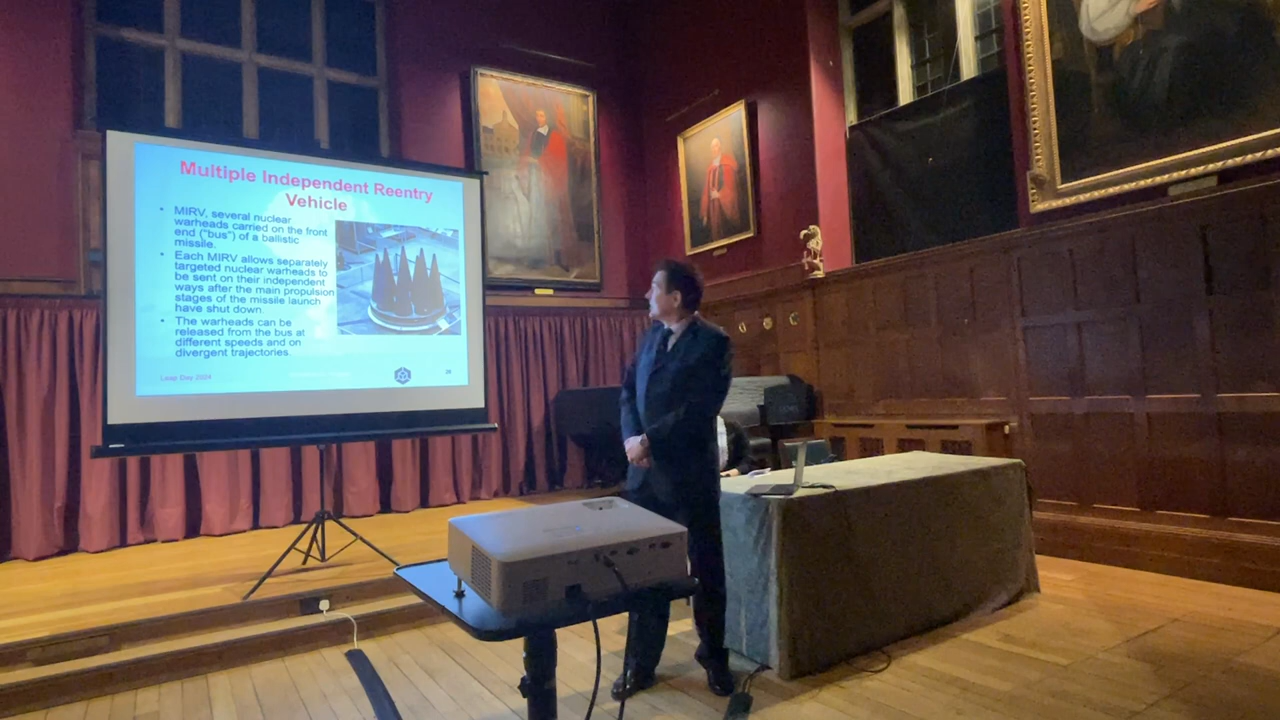 Multiple Independent Reentry
Vehicle
• MIRV, several nuclear
warheads carried on the front
end ("bus") of a ballistic
missile.
• Each MIRV allows separately
targeted nuclear warheads to
be sent on their independent
ways after the main propulsion
stages of the missile launch
have shut down.
• The warheads can be
released from the bus at
different speeds and on
divergent trajectories.
Leap Day 2024